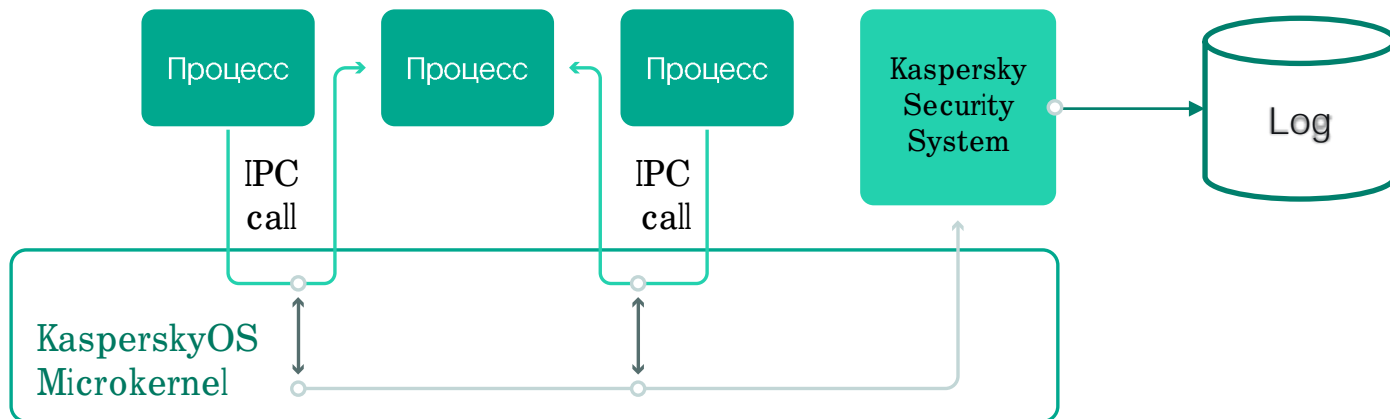 Процесс
Процесс
Процесс
Kaspersky
Security
System
Log
IPC
call
IPC
call
KasperskyOS
Microkernel